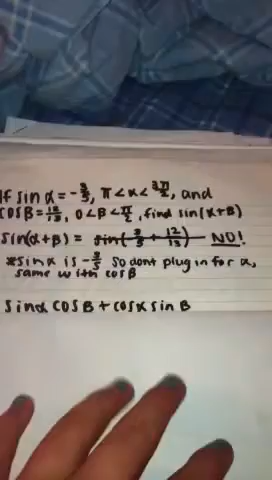 If sin α = -3/5, π < α < 3π/2, and
cos β = 12/13, 0 < β < π/2, find sin(α+β)
sin(α+β) = sin(-3/5 + 12/13) NO!
*sin α is -3/5 so dont plug in for α,
same with cos β
sin α cos β + cos α sin β